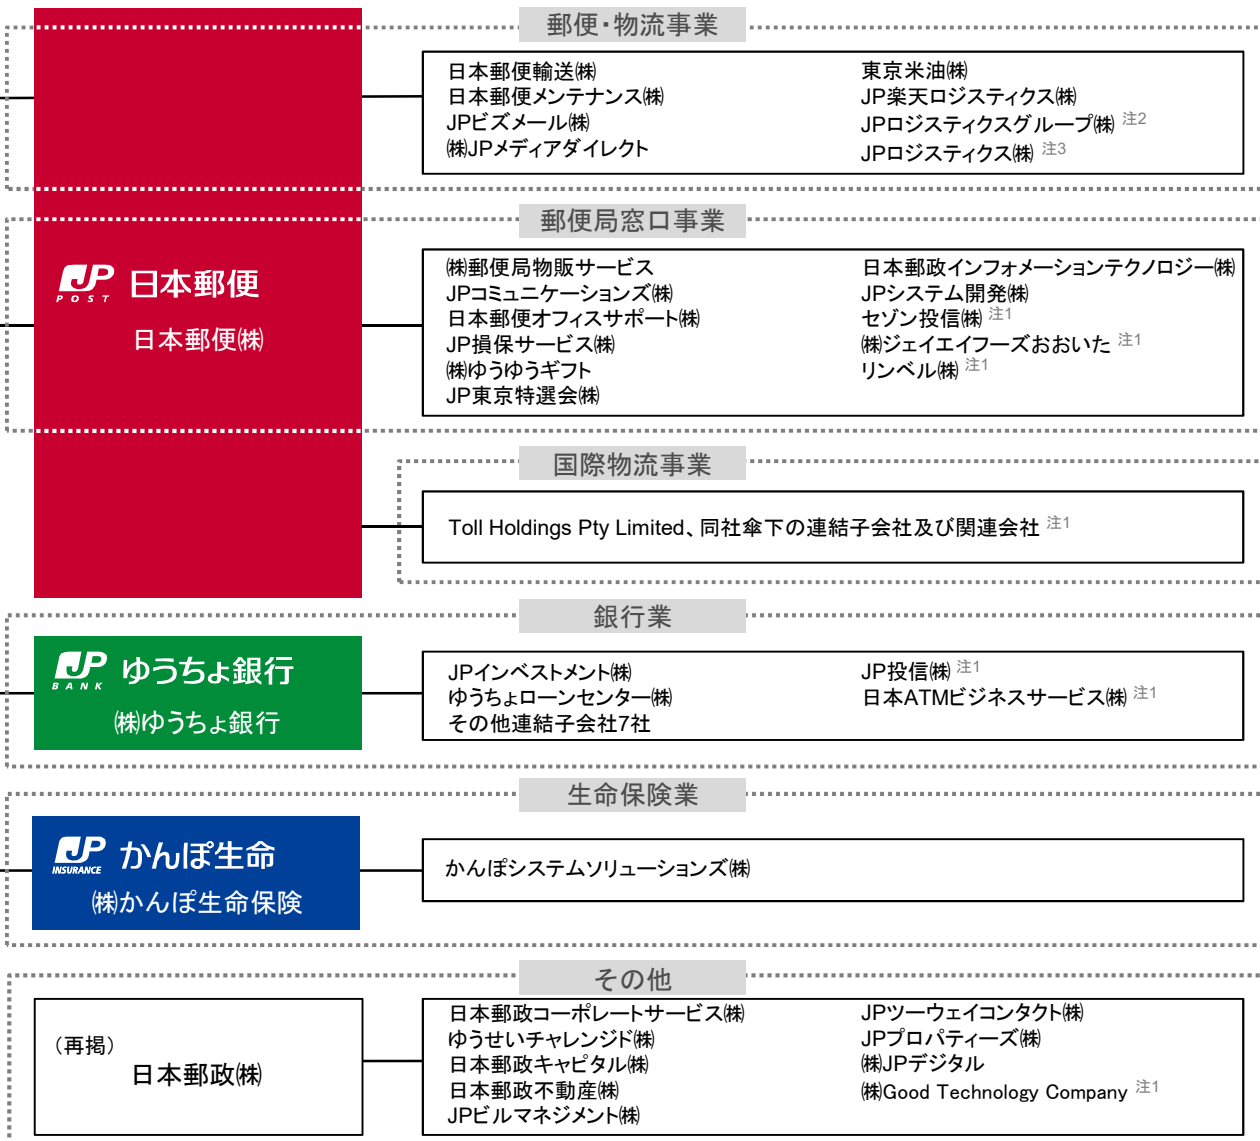 郵便・物流事業
日本郵便輸送㈱
日本郵便メンテナンス㈱
JPビズメール㈱
㈱JPメディアダイレクト
東京米油㈱
JP楽天ロジスティクス㈱
JPロジスティクスグループ㈱ 注2
JPロジスティクス㈱ 注3
郵便局窓口事業
JP POST 日本郵便
日本郵便㈱
㈱郵便局物販サービス
JPコミュニケーションズ㈱
日本郵便オフィスサポート㈱
JP損保サービス㈱
㈱ゆうゆうギフト
JP東京特選会㈱
日本郵政インフォメーションテクノロジー㈱
JPシステム開発㈱
セゾン投信㈱ 注1
㈱ジェイエイフーズおおいた 注1
リンベル㈱ 注1
国際物流事業
Toll Holdings Pty Limited、同社傘下の連結子会社及び関連会社 注1
銀行業
JP BANK ゆうちょ銀行
㈱ゆうちょ銀行
JPインベストメント㈱
ゆうちょローンセンター㈱
その他連結子会社7社
JP投信㈱ 注1
日本ATMビジネスサービス㈱ 注1
生命保険業
JP INSURANCE かんぽ生命
㈱かんぽ生命保険
かんぽシステムソリューションズ㈱
その他
（再掲）
日本郵政㈱
日本郵政コーポレートサービス㈱
ゆうせいチャレンジド㈱
日本郵政キャピタル㈱
日本郵政不動産㈱
JPビルマネジメント㈱
JPツーウェイコンタクト㈱
JPプロパティーズ㈱
㈱JPデジタル
㈱Good Technology Company 注1